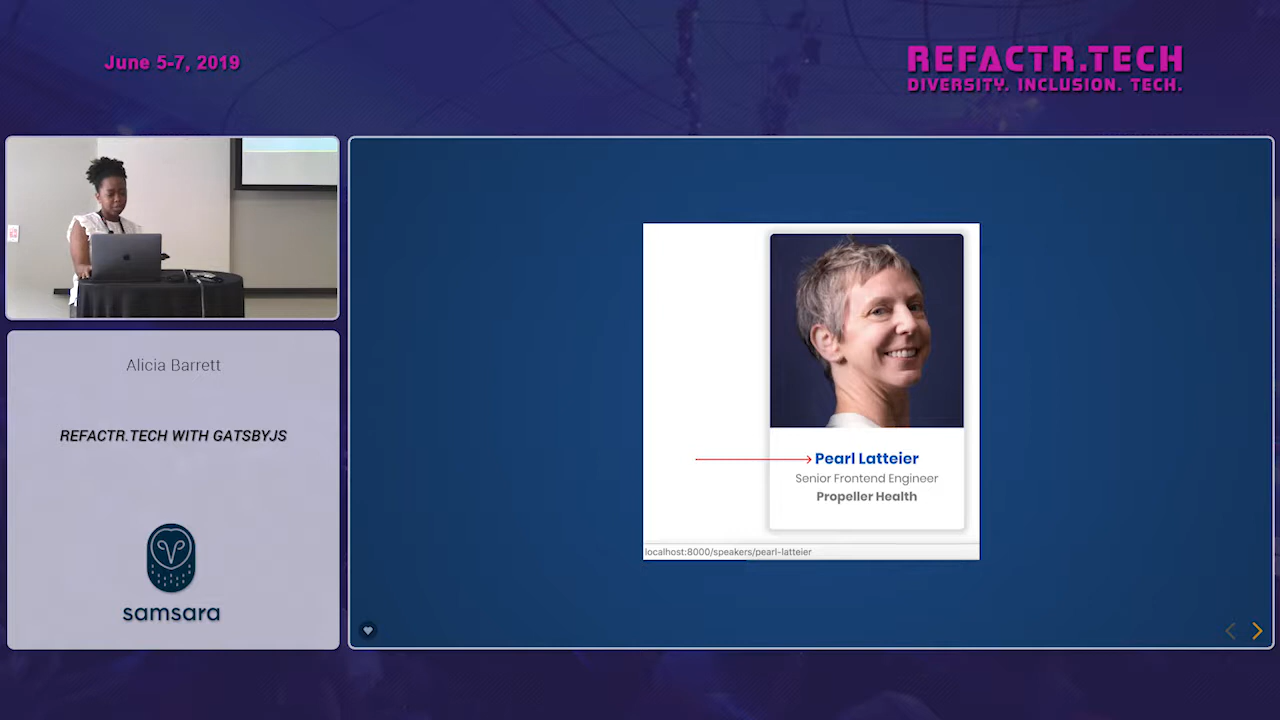 June 5-7, 2019
REFACTR.TECH
DIVERSITY. INCLUSION. TECH.
Alicia Barrett
REFACTR.TECH WITH GATSBYJS
samsara
Pearl Latteier
Senior Frontend Engineer
Propeller Health
localhost:8000/speakers/pearl-latteier